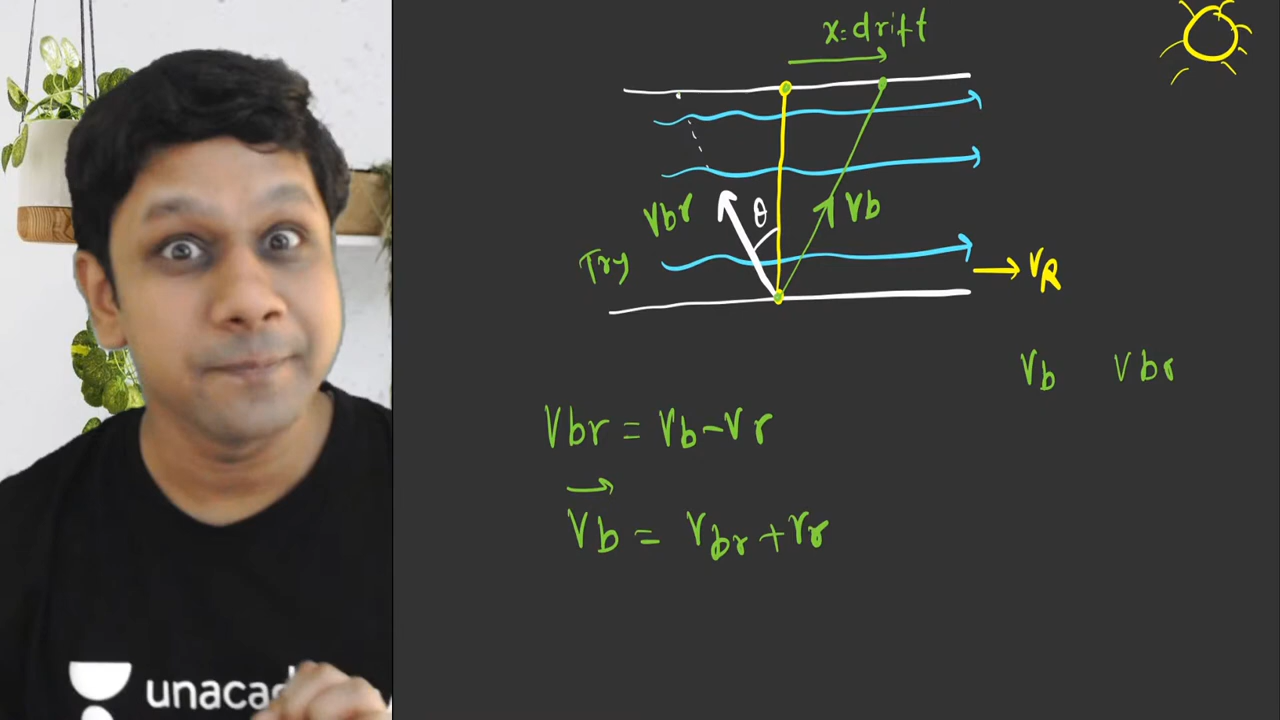 x=drift
Vbr θ Vb
Try
VR
Vb Vbr
Vbr = Vb-Vr
Vb = Vbr+Vr
unacad